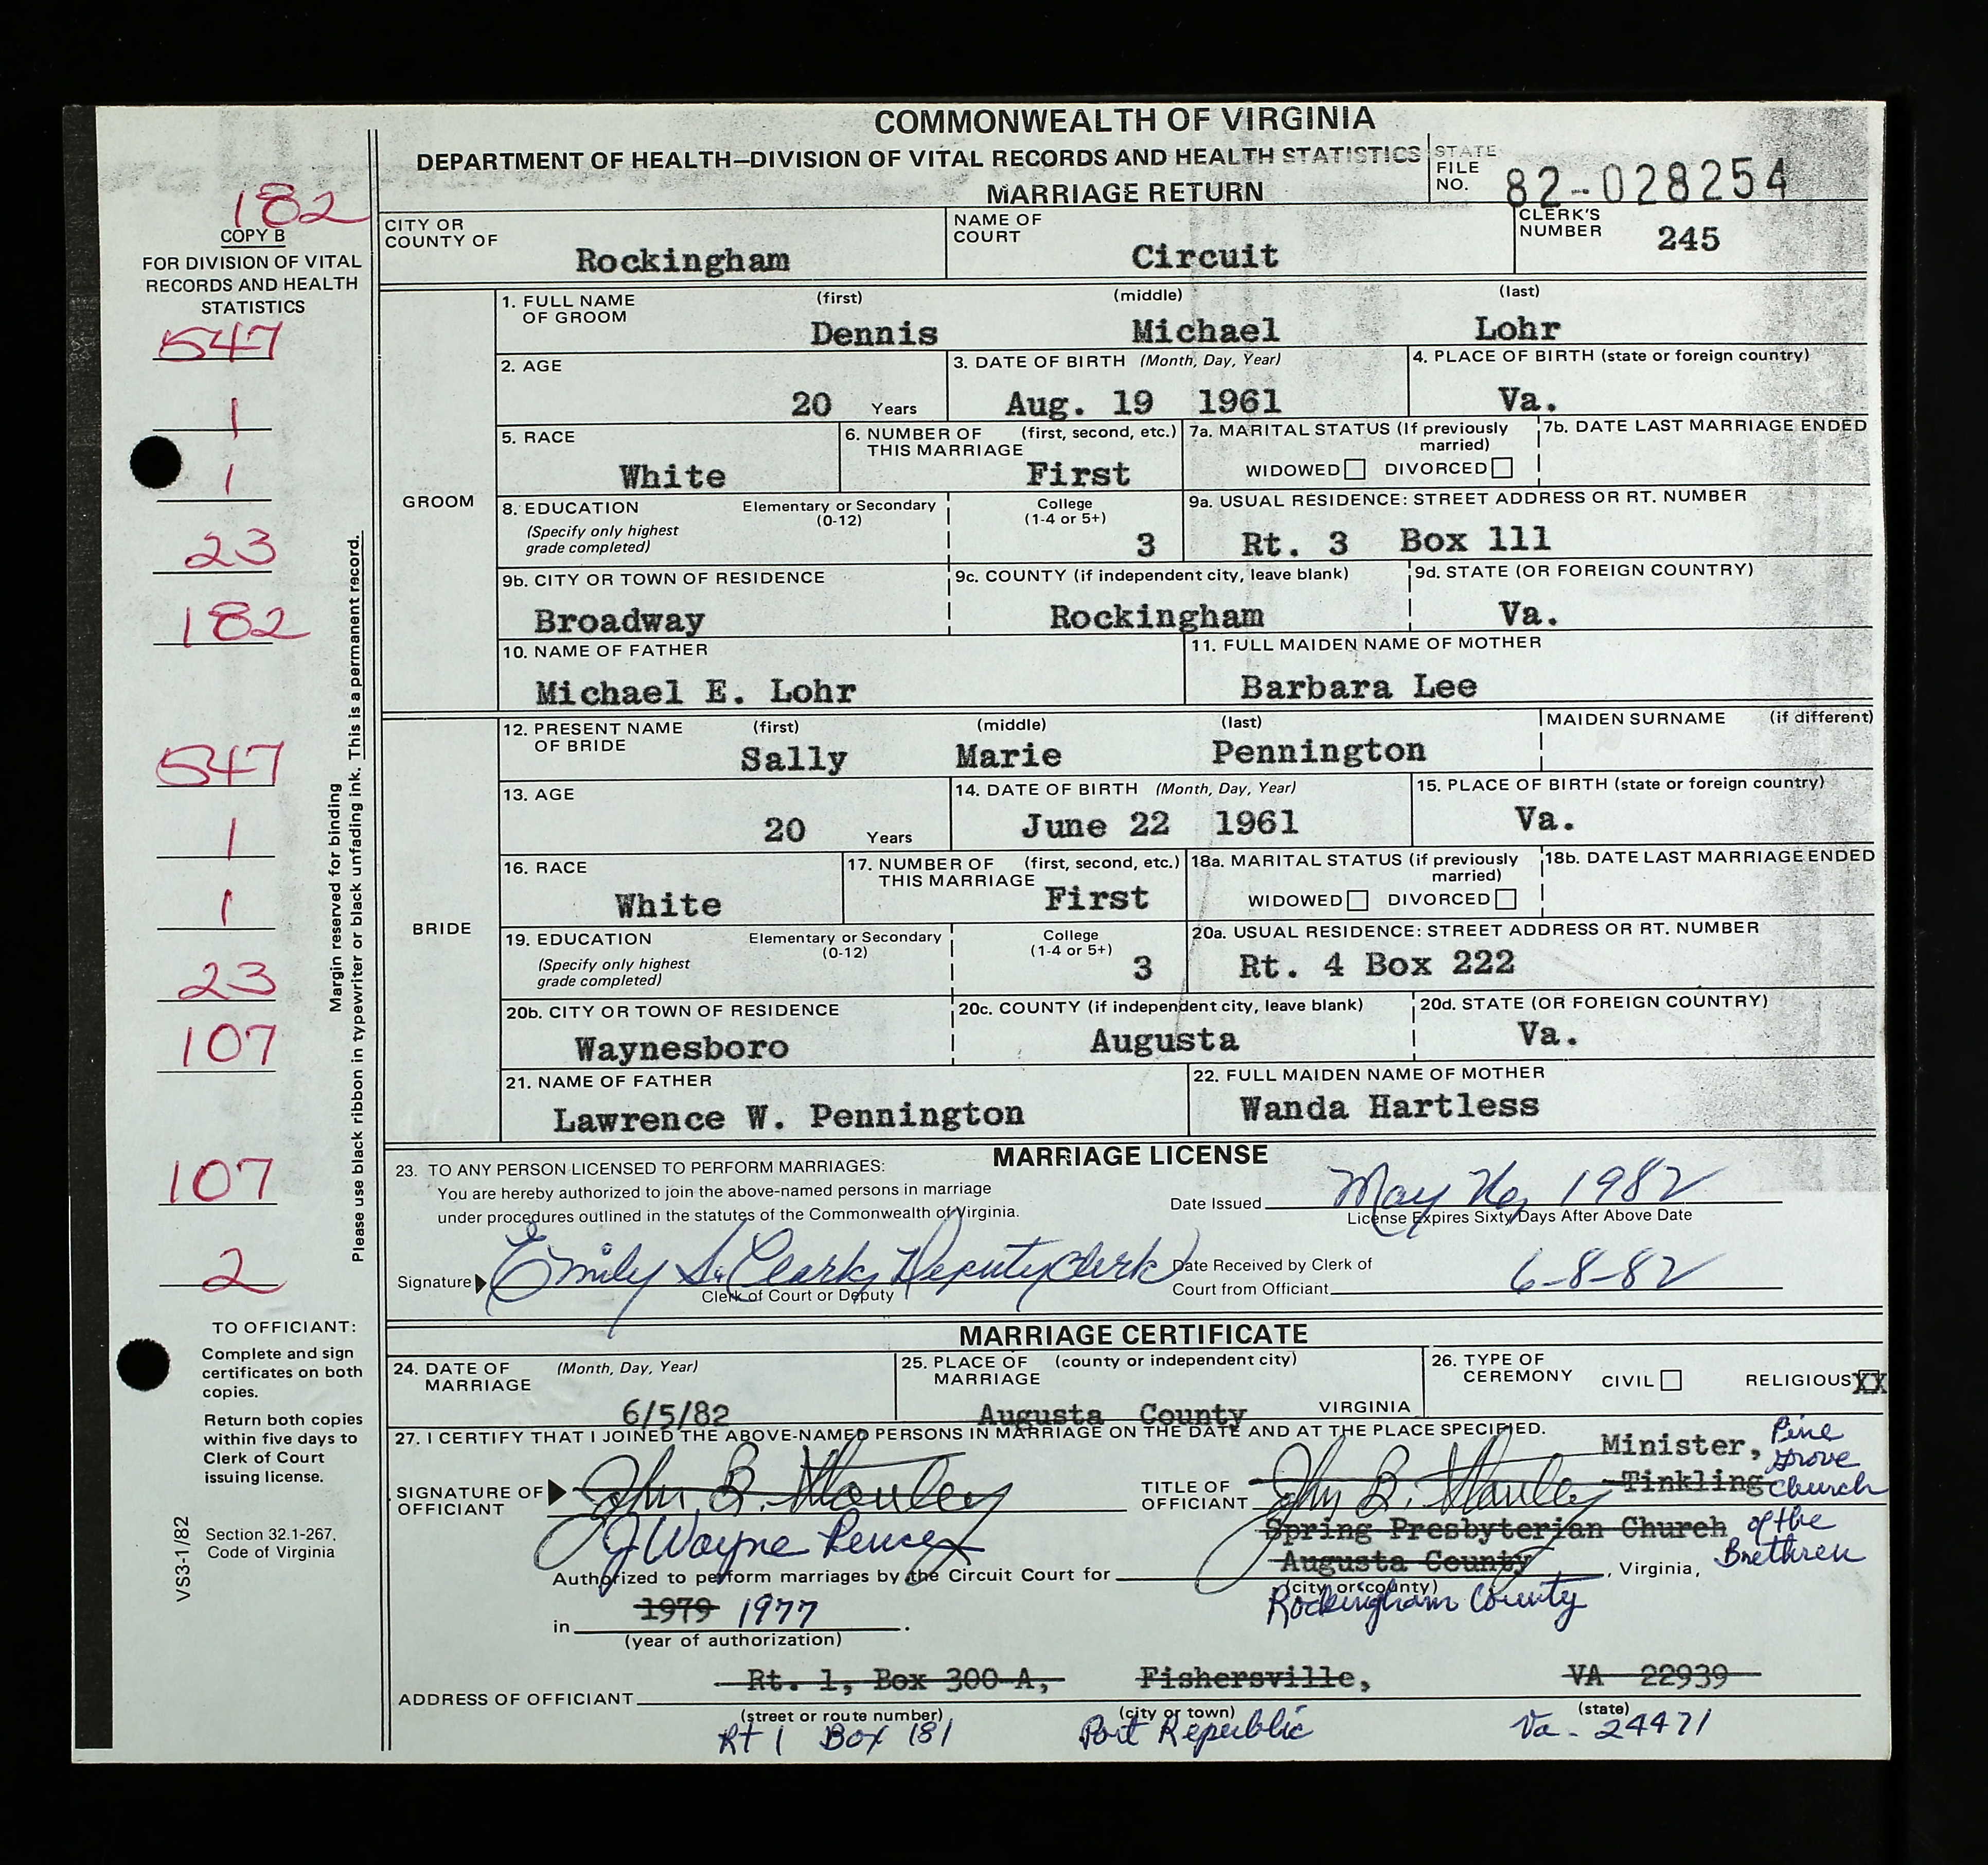 COMMONWEALTH OF VIRGINIA
DEPARTMENT OF HEALTH—DIVISION OF VITAL RECORDS AND HEALTH STATISTICS
MARRIAGE RETURN
STATE FILE NO. 82-028254
182
COPY B
FOR DIVISION OF VITAL
RECORDS AND HEALTH
STATISTICS
547
1
1
23
182
547
1
1
23
107
107
2
Margin reserved for binding
Please use black ribbon in typewriter or black unfading ink. This is a permanent record.
TO OFFICIANT:
Complete and sign
certificates on both
copies.
Return both copies
within five days to
Clerk of Court
issuing license.
Section 32.1-267,
Code of Virginia
VS3-1/82
CITY OR COUNTY OF Rockingham
NAME OF COURT Circuit
CLERK'S NUMBER 245
GROOM
1. FULL NAME OF GROOM (first) (middle) (last)
Dennis Michael Lohr
2. AGE 20 Years
3. DATE OF BIRTH (Month, Day, Year) Aug. 19 1961
4. PLACE OF BIRTH (state or foreign country) Va.
5. RACE White
6. NUMBER OF THIS MARRIAGE (first, second, etc.) First
7a. MARITAL STATUS (If previously married)
WIDOWED DIVORCED
7b. DATE LAST MARRIAGE ENDED
8. EDUCATION (Specify only highest grade completed)
Elementary or Secondary (0-12)
College (1-4 or 5+) 3
9a. USUAL RESIDENCE: STREET ADDRESS OR RT. NUMBER
Rt. 3 Box 111
9b. CITY OR TOWN OF RESIDENCE Broadway
9c. COUNTY (if independent city, leave blank) Rockingham
9d. STATE (OR FOREIGN COUNTRY) Va.
10. NAME OF FATHER Michael E. Lohr
11. FULL MAIDEN NAME OF MOTHER Barbara Lee
BRIDE
12. PRESENT NAME OF BRIDE (first) (middle) (last)
Sally Marie Pennington
MAIDEN SURNAME (if different)
13. AGE 20 Years
14. DATE OF BIRTH (Month, Day, Year) June 22 1961
15. PLACE OF BIRTH (state or foreign country) Va.
16. RACE White
17. NUMBER OF THIS MARRIAGE (first, second, etc.) First
18a. MARITAL STATUS (if previously married)
WIDOWED DIVORCED
18b. DATE LAST MARRIAGE ENDED
19. EDUCATION (Specify only highest grade completed)
Elementary or Secondary (0-12)
College (1-4 or 5+) 3
20a. USUAL RESIDENCE: STREET ADDRESS OR RT. NUMBER
Rt. 4 Box 222
20b. CITY OR TOWN OF RESIDENCE Waynesboro
20c. COUNTY (if independent city, leave blank) Augusta
20d. STATE (OR FOREIGN COUNTRY) Va.
21. NAME OF FATHER Lawrence W. Pennington
22. FULL MAIDEN NAME OF MOTHER Wanda Hartless
MARRIAGE LICENSE
23. TO ANY PERSON LICENSED TO PERFORM MARRIAGES:
You are hereby authorized to join the above-named persons in marriage
under procedures outlined in the statutes of the Commonwealth of Virginia.
Date Issued May 26, 1982
License Expires Sixty Days After Above Date
Signature Emily S. Clark, Deputy Clerk
Clerk of Court or Deputy
Date Received by Clerk of
Court from Officiant 6-8-82
MARRIAGE CERTIFICATE
24. DATE OF MARRIAGE (Month, Day, Year) 6/5/82
25. PLACE OF MARRIAGE (county or independent city) Augusta County VIRGINIA
26. TYPE OF CEREMONY CIVIL RELIGIOUS XX
27. I CERTIFY THAT I JOINED THE ABOVE-NAMED PERSONS IN MARRIAGE ON THE DATE AND AT THE PLACE SPECIFIED.
SIGNATURE OF OFFICIANT John B. Stanley
J Wayne Pence
TITLE OF OFFICIANT John B. Stanley
Minister, Tinkling
Spring Presbyterian Church
Pine
Grove
Church
of the
Brethren
Authorized to perform marriages by the Circuit Court for Augusta County, Virginia,
(city or county)
Rockingham County
in 1979 1977.
(year of authorization)
Rt. 1, Box 300-A, Fishersville, VA 22939
ADDRESS OF OFFICIANT
(street or route number) (city or town) (state)
Rt 1 Box 181 Port Republic Va. 24471